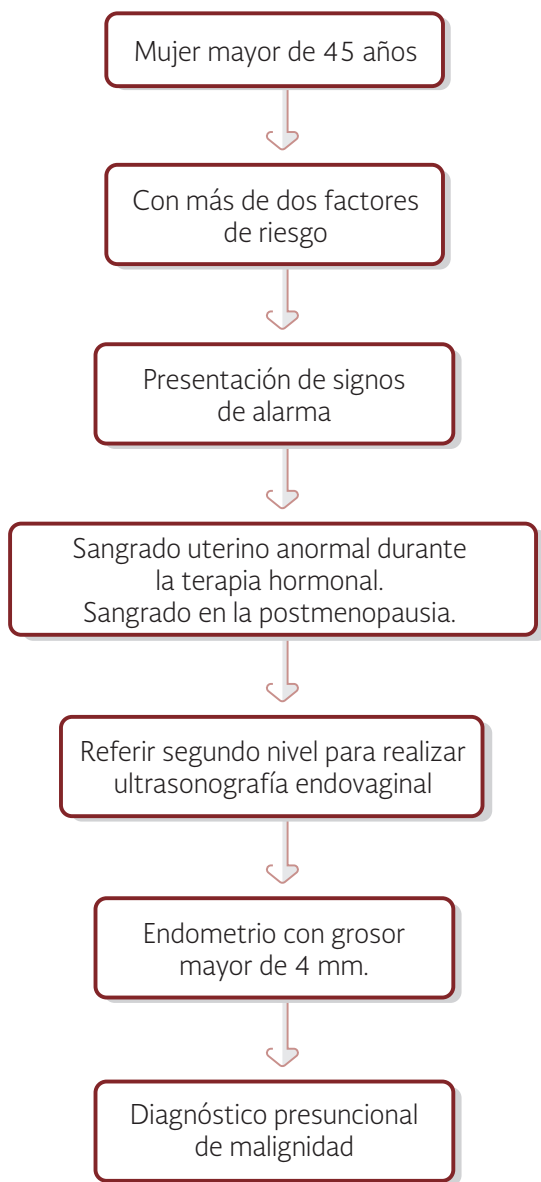 Mujer mayor de 45 años
Con más de dos factores
de riesgo
Presentación de signos
de alarma
Sangrado uterino anormal durante
la terapia hormonal.
Sangrado en la postmenopausia.
Referir segundo nivel para realizar
ultrasonografía endovaginal
Endometrio con grosor
mayor de 4 mm.
Diagnóstico presuncional
de malignidad